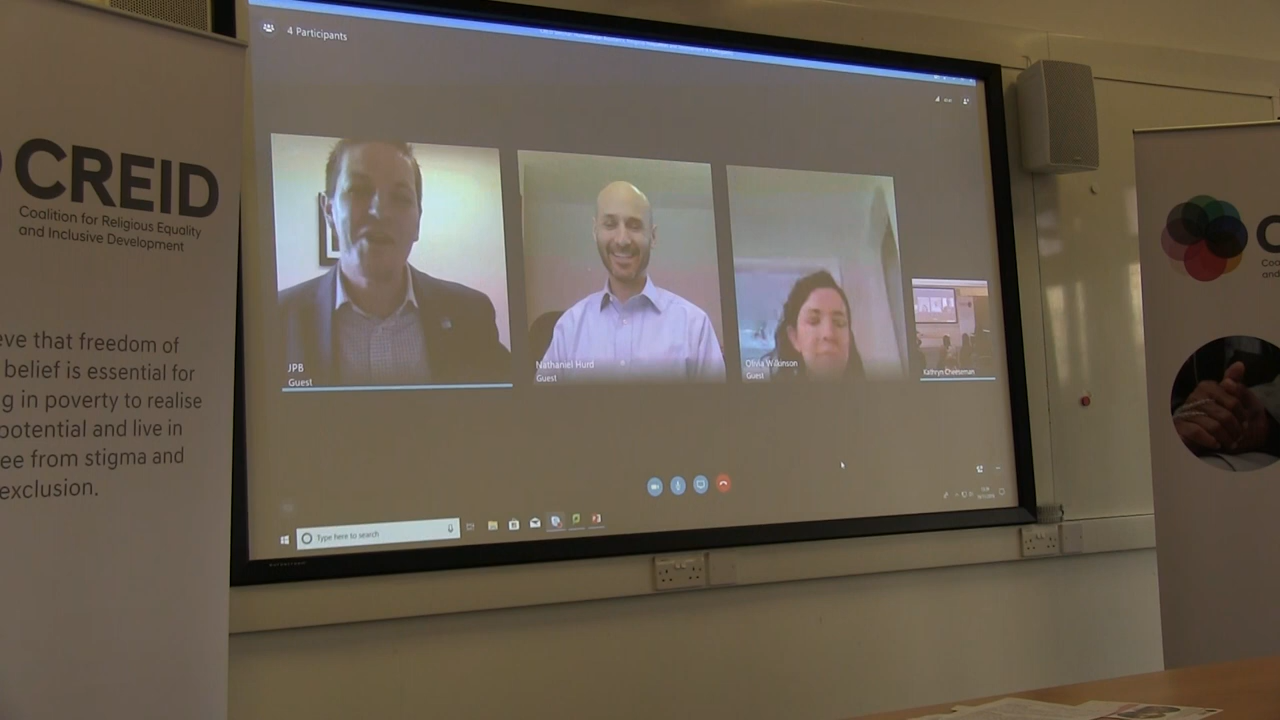 CREID
Coalition for Religious Equality
and Inclusive Development
eve that freedom of
belief is essential for
g in poverty to realise
potential and live in
ee from stigma and
exclusion.
4 Participants
JPB
Guest
Nathaniel Hurd
Guest
Olivia Wilkinson
Guest
Kathryn Cheeseman
Type here to search
C
Coa
and